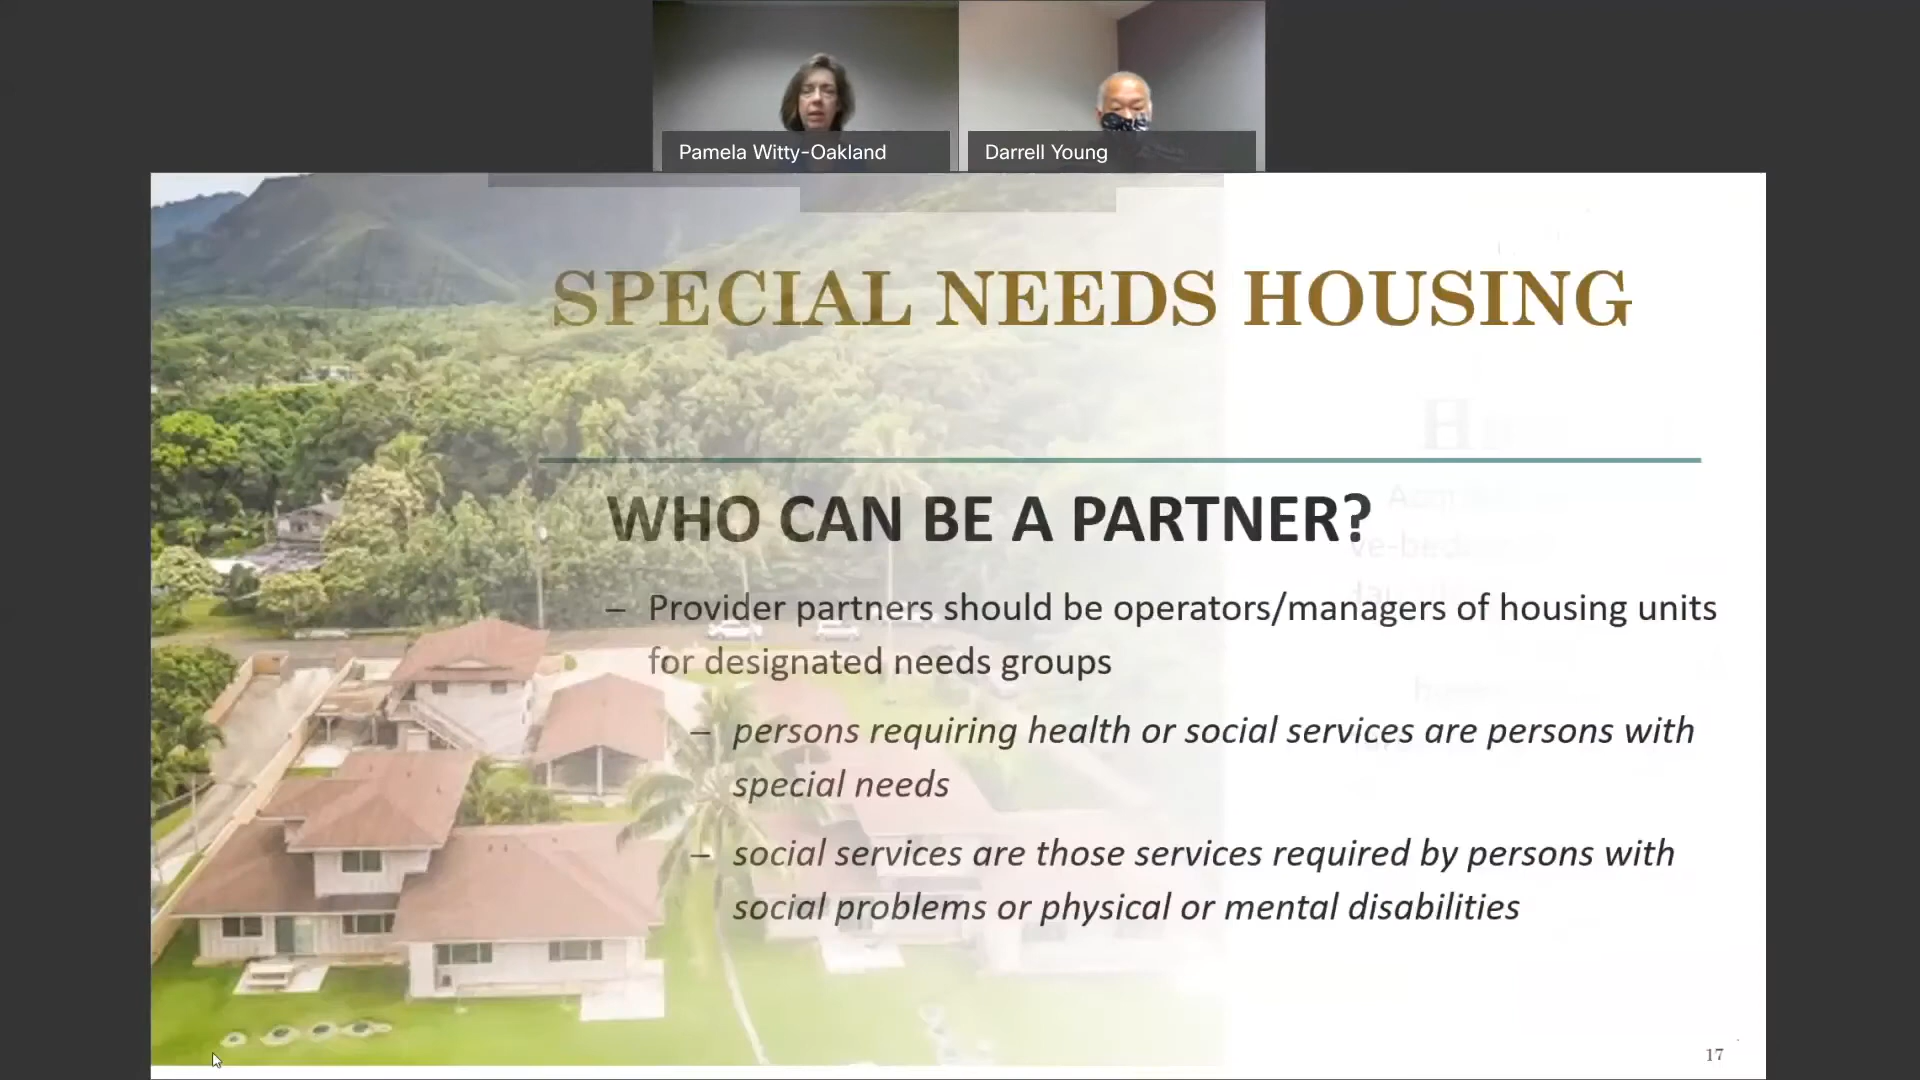 Pamela Witty-Oakland
Darrell Young
SPECIAL NEEDS HOUSING
WHO CAN BE A PARTNER?
– Provider partners should be operators/managers of housing units
for designated needs groups
– persons requiring health or social services are persons with
special needs
– social services are those services required by persons with
social problems or physical or mental disabilities
17